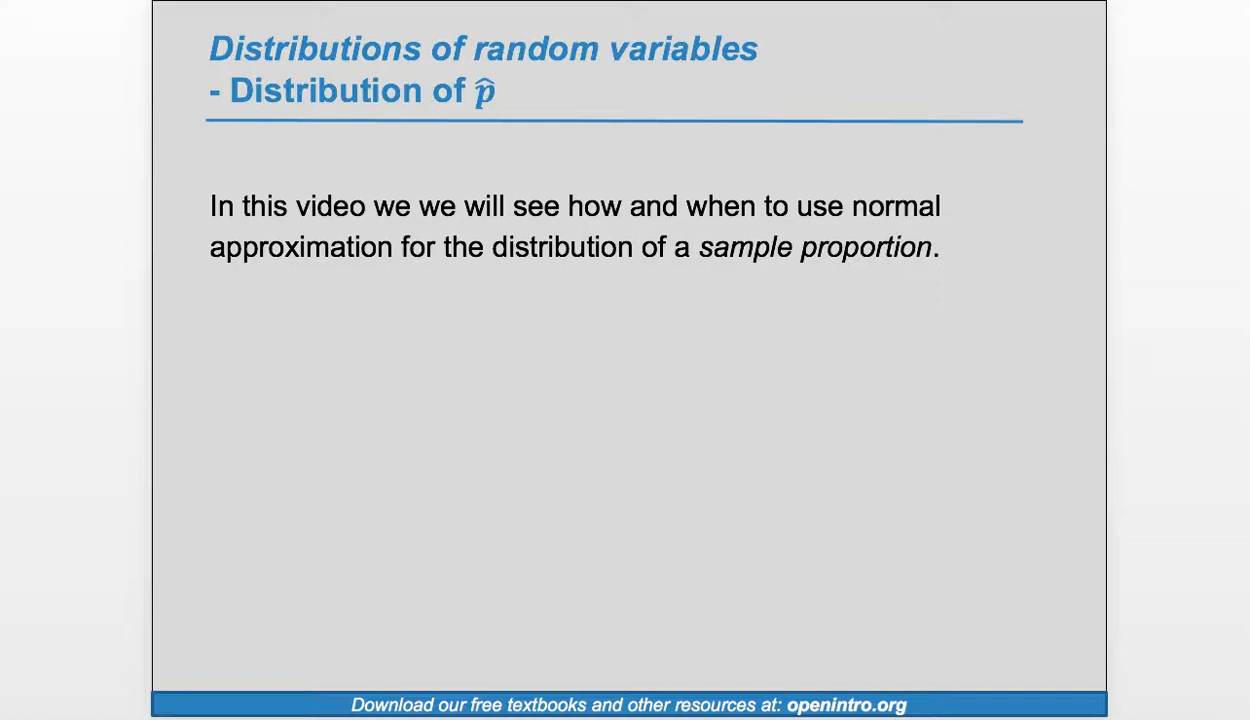 Distributions of random variables
- Distribution of p̂
In this video we we will see how and when to use normal
approximation for the distribution of a sample proportion.
Download our free textbooks and other resources at: openintro.org